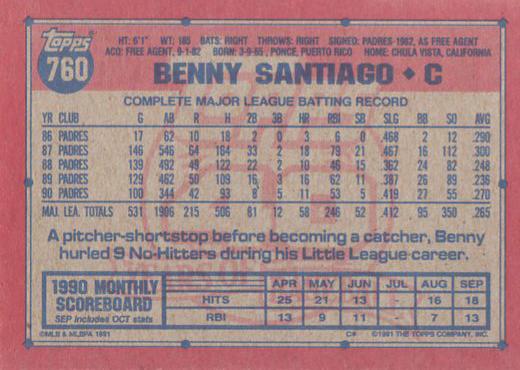 Topps 760
HT: 6'1" WT: 185 BATS: RIGHT THROWS: RIGHT SIGNED: PADRES-1982, AS FREE AGENT
ACQ: FREE AGENT, 9-1-82 BORN: 3-9-65, PONCE, PUERTO RICO HOME: CHULA VISTA, CALIFORNIA
BENNY SANTIAGO • C
COMPLETE MAJOR LEAGUE BATTING RECORD
YR CLUB G AB R H 2B 3B HR RBI SB SLG BB SO AVG
86 PADRES 17 62 10 18 2 0 3 6 0 .468 2 12 .290
87 PADRES 146 546 64 164 33 2 18 79 21 .467 16 112 .300
88 PADRES 139 492 49 122 22 2 10 46 15 .362 24 82 .248
89 PADRES 129 462 50 109 16 3 16 62 11 .387 26 89 .236
90 PADRES 100 344 42 93 8 5 11 53 5 .419 27 55 .270
MAJ. LEA. TOTALS 531 1906 215 506 81 12 58 246 52 .412 95 350 .265
A pitcher-shortstop before becoming a catcher, Benny
hurled 9 No-Hitters during his Little League career.
1990 MONTHLY SCOREBOARD
SEP includes OCT stats
APR MAY JUN JUL AUG SEP
HITS 25 21 13 - 16 18
RBI 13 9 11 - 7 13
©MLB & MLBPA 1991 C* ©1991 THE TOPPS COMPANY, INC.